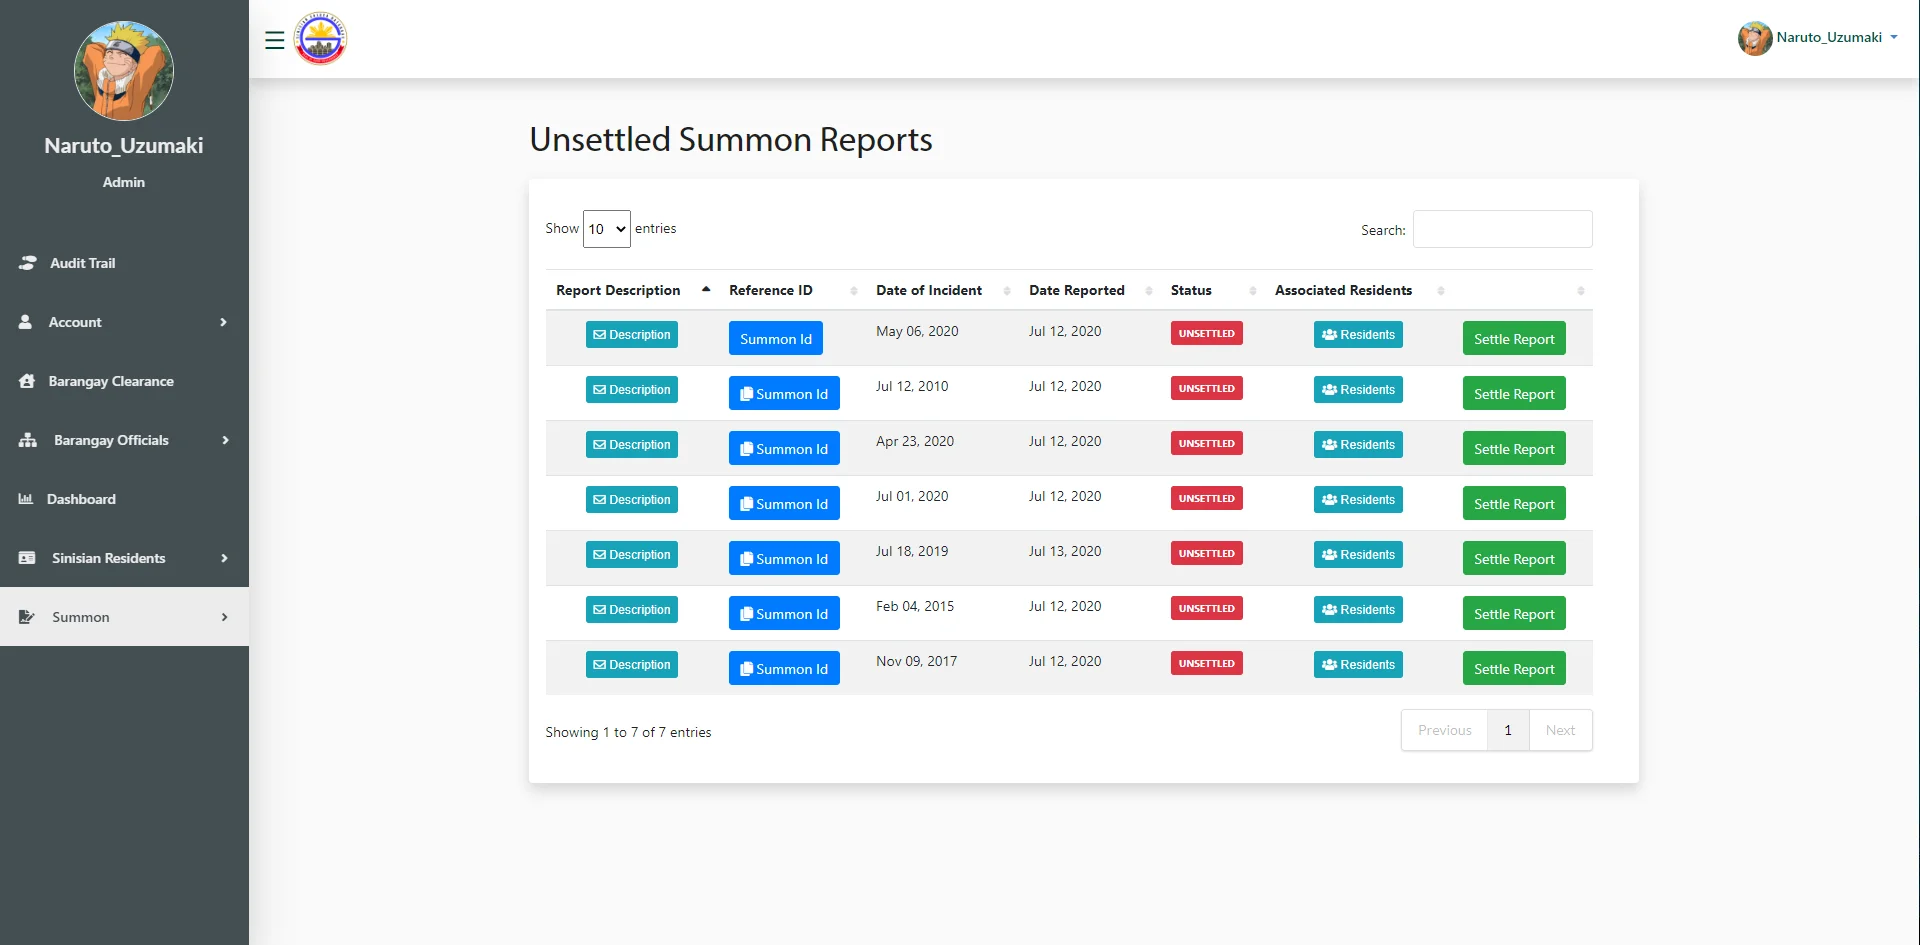 Naruto_Uzumaki
Admin
Audit Trail
Account
Barangay Clearance
Barangay Officials
Dashboard
Sinisian Residents
Summon
Naruto_Uzumaki
Unsettled Summon Reports
Show 10 entries Search:
Report Description Reference ID Date of Incident Date Reported Status Associated Residents
Description Summon Id May 06, 2020 Jul 12, 2020 UNSETTLED Residents Settle Report
Description Summon Id Jul 12, 2010 Jul 12, 2020 UNSETTLED Residents Settle Report
Description Summon Id Apr 23, 2020 Jul 12, 2020 UNSETTLED Residents Settle Report
Description Summon Id Jul 01, 2020 Jul 12, 2020 UNSETTLED Residents Settle Report
Description Summon Id Jul 18, 2019 Jul 13, 2020 UNSETTLED Residents Settle Report
Description Summon Id Feb 04, 2015 Jul 12, 2020 UNSETTLED Residents Settle Report
Description Summon Id Nov 09, 2017 Jul 12, 2020 UNSETTLED Residents Settle Report
Showing 1 to 7 of 7 entries Previous 1 Next